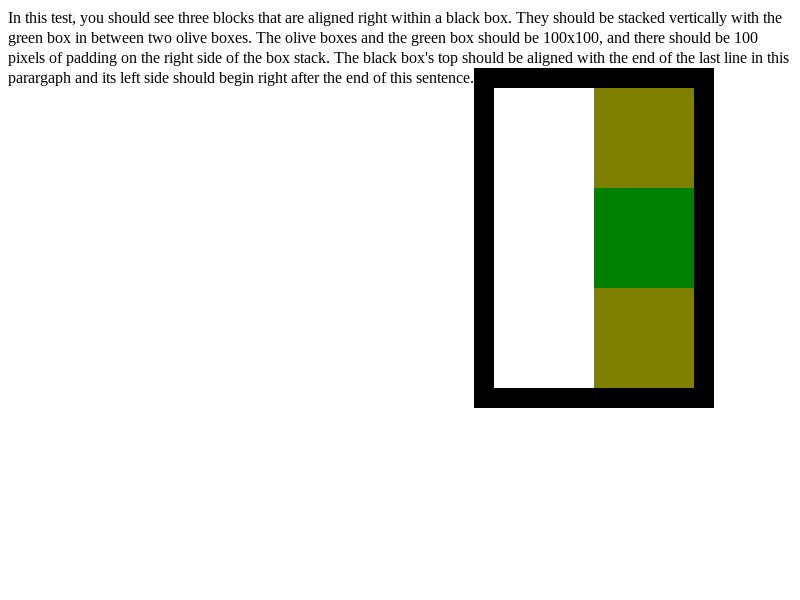 In this test, you should see three blocks that are aligned right within a black box. They should be stacked vertically with the
green box in between two olive boxes. The olive boxes and the green box should be 100x100, and there should be 100
pixels of padding on the right side of the box stack. The black box's top should be aligned with the end of the last line in this
parargaph and its left side should begin right after the end of this sentence.